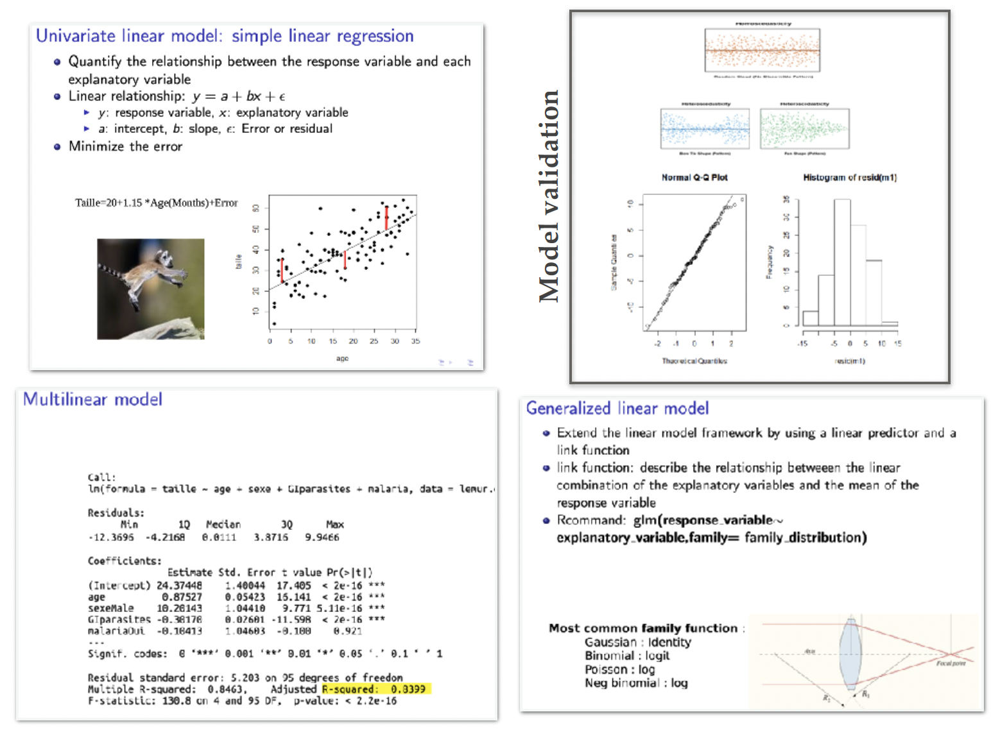 Univariate linear model: simple linear regression
Quantify the relationship between the response variable and each
explanatory variable
Linear relationship: y = a + bx + ϵ
y: response variable, x: explanatory variable
a: intercept, b: slope, ϵ: Error or residual
Minimize the error
Taille=20+1.15 *Age(Months)+Error
taille
10 20 30 40 50 60
0 5 10 15 20 25 30 35
age
Model validation
Homoscedasticity
Heteroscedasticity Heteroscedasticity
Bow Tie Shape (Pattern) Fan Shape (Pattern)
Normal Q-Q Plot
Sample Quantiles
-10 -5 0 5 10
-2 -1 0 1 2
Theoretical Quantiles
Histogram of resid(m1)
Frequency
0 5 10 15 20 25 30 35
-15 -5 0 5 10 15
resid(m1)
Multilinear model
Call:
lm(formula = taille ~ age + sexe + GIparasites + malaria, data = lemur.
Residuals:
Min 1Q Median 3Q Max
-12.3696 -4.2168 0.0111 3.8716 9.9466
Coefficients:
Estimate Std. Error t value Pr(>|t|)
(Intercept) 24.37448 1.40044 17.405 < 2e-16 ***
age 0.87527 0.05423 16.141 < 2e-16 ***
sexeMale 10.20143 1.04410 9.771 5.11e-16 ***
GIparasites -0.30170 0.02601 -11.598 < 2e-16 ***
malariaOui -0.10413 1.04603 -0.100 0.921
---
Signif. codes: 0 '***' 0.001 '**' 0.01 '*' 0.05 '.' 0.1 ' ' 1
Residual standard error: 5.203 on 95 degrees of freedom
Multiple R-squared: 0.8463, Adjusted R-squared: 0.8399
F-statistic: 130.8 on 4 and 95 DF, p-value: < 2.2e-16
Generalized linear model
Extend the linear model framework by using a linear predictor and a
link function
link function: describe the relationship betweeen the linear
combination of the explanatory variables and the mean of the
response variable
Rcommand: glm(response_variable~
explanatory_variable,family= family_distribution)
Most common family function :
Gaussian : Identity
Binomial : logit
Poisson : log
Neg binomial : log
Axis
Focal point
R₂
R₁